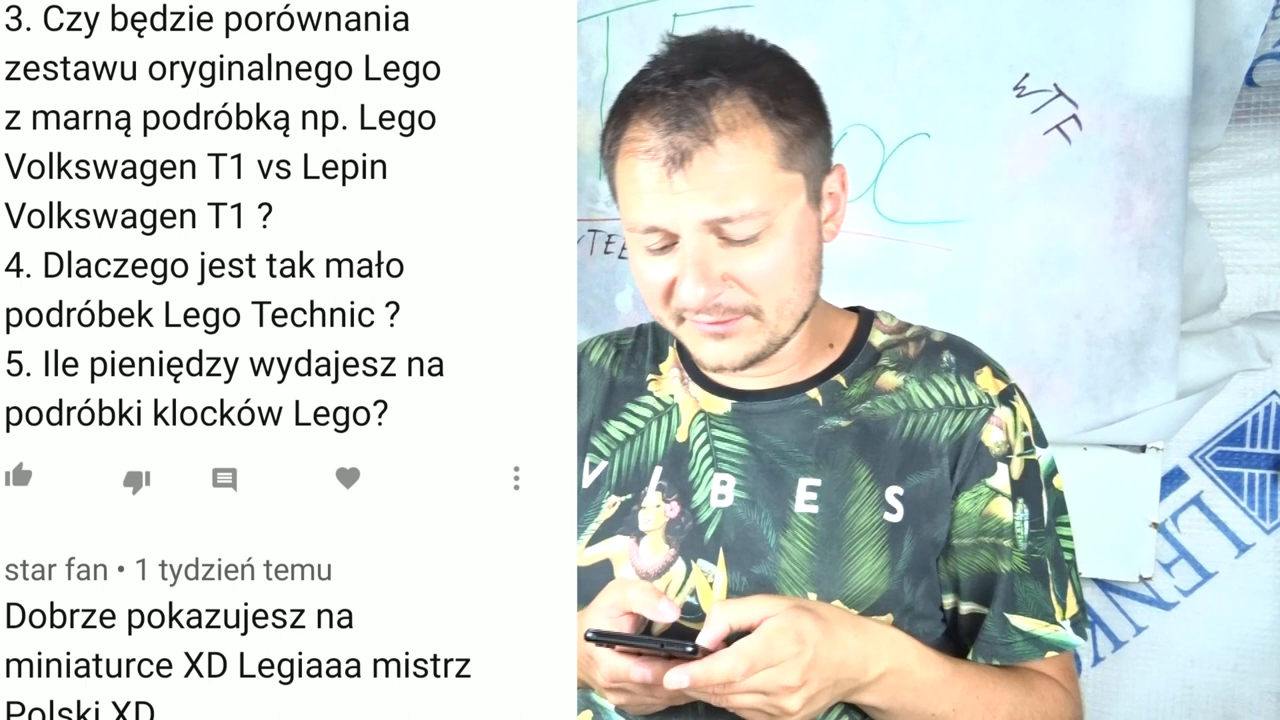 3. Czy będzie porównania
zestawu oryginalnego Lego
z marną podróbką np. Lego
Volkswagen T1 vs Lepin
Volkswagen T1 ?
4. Dlaczego jest tak mało
podróbek Lego Technic ?
5. Ile pieniędzy wydajesz na
podróbki klocków Lego?
star fan • 1 tydzień temu
Dobrze pokazujesz na
miniaturce XD Legiaaa mistrz
Polski XD
WTF
VIBES